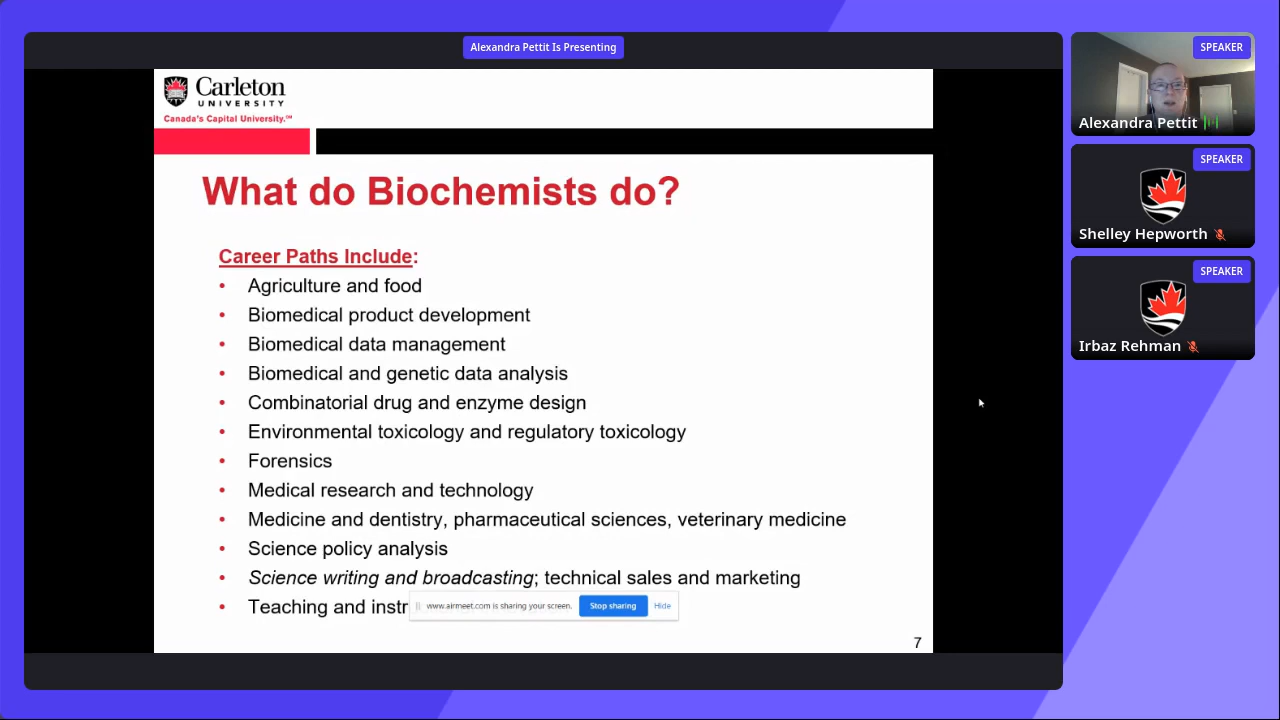 Alexandra Pettit Is Presenting
Carleton
UNIVERSITY
Canada's Capital University.™
What do Biochemists do?
Career Paths Include:
• Agriculture and food
• Biomedical product development
• Biomedical data management
• Biomedical and genetic data analysis
• Combinatorial drug and enzyme design
• Environmental toxicology and regulatory toxicology
• Forensics
• Medical research and technology
• Medicine and dentistry, pharmaceutical sciences, veterinary medicine
• Science policy analysis
• Science writing and broadcasting; technical sales and marketing
• Teaching and instr
www.airmeet.com is sharing your screen. Stop sharing Hide
7
SPEAKER
Alexandra Pettit
SPEAKER
Shelley Hepworth
SPEAKER
Irbaz Rehman